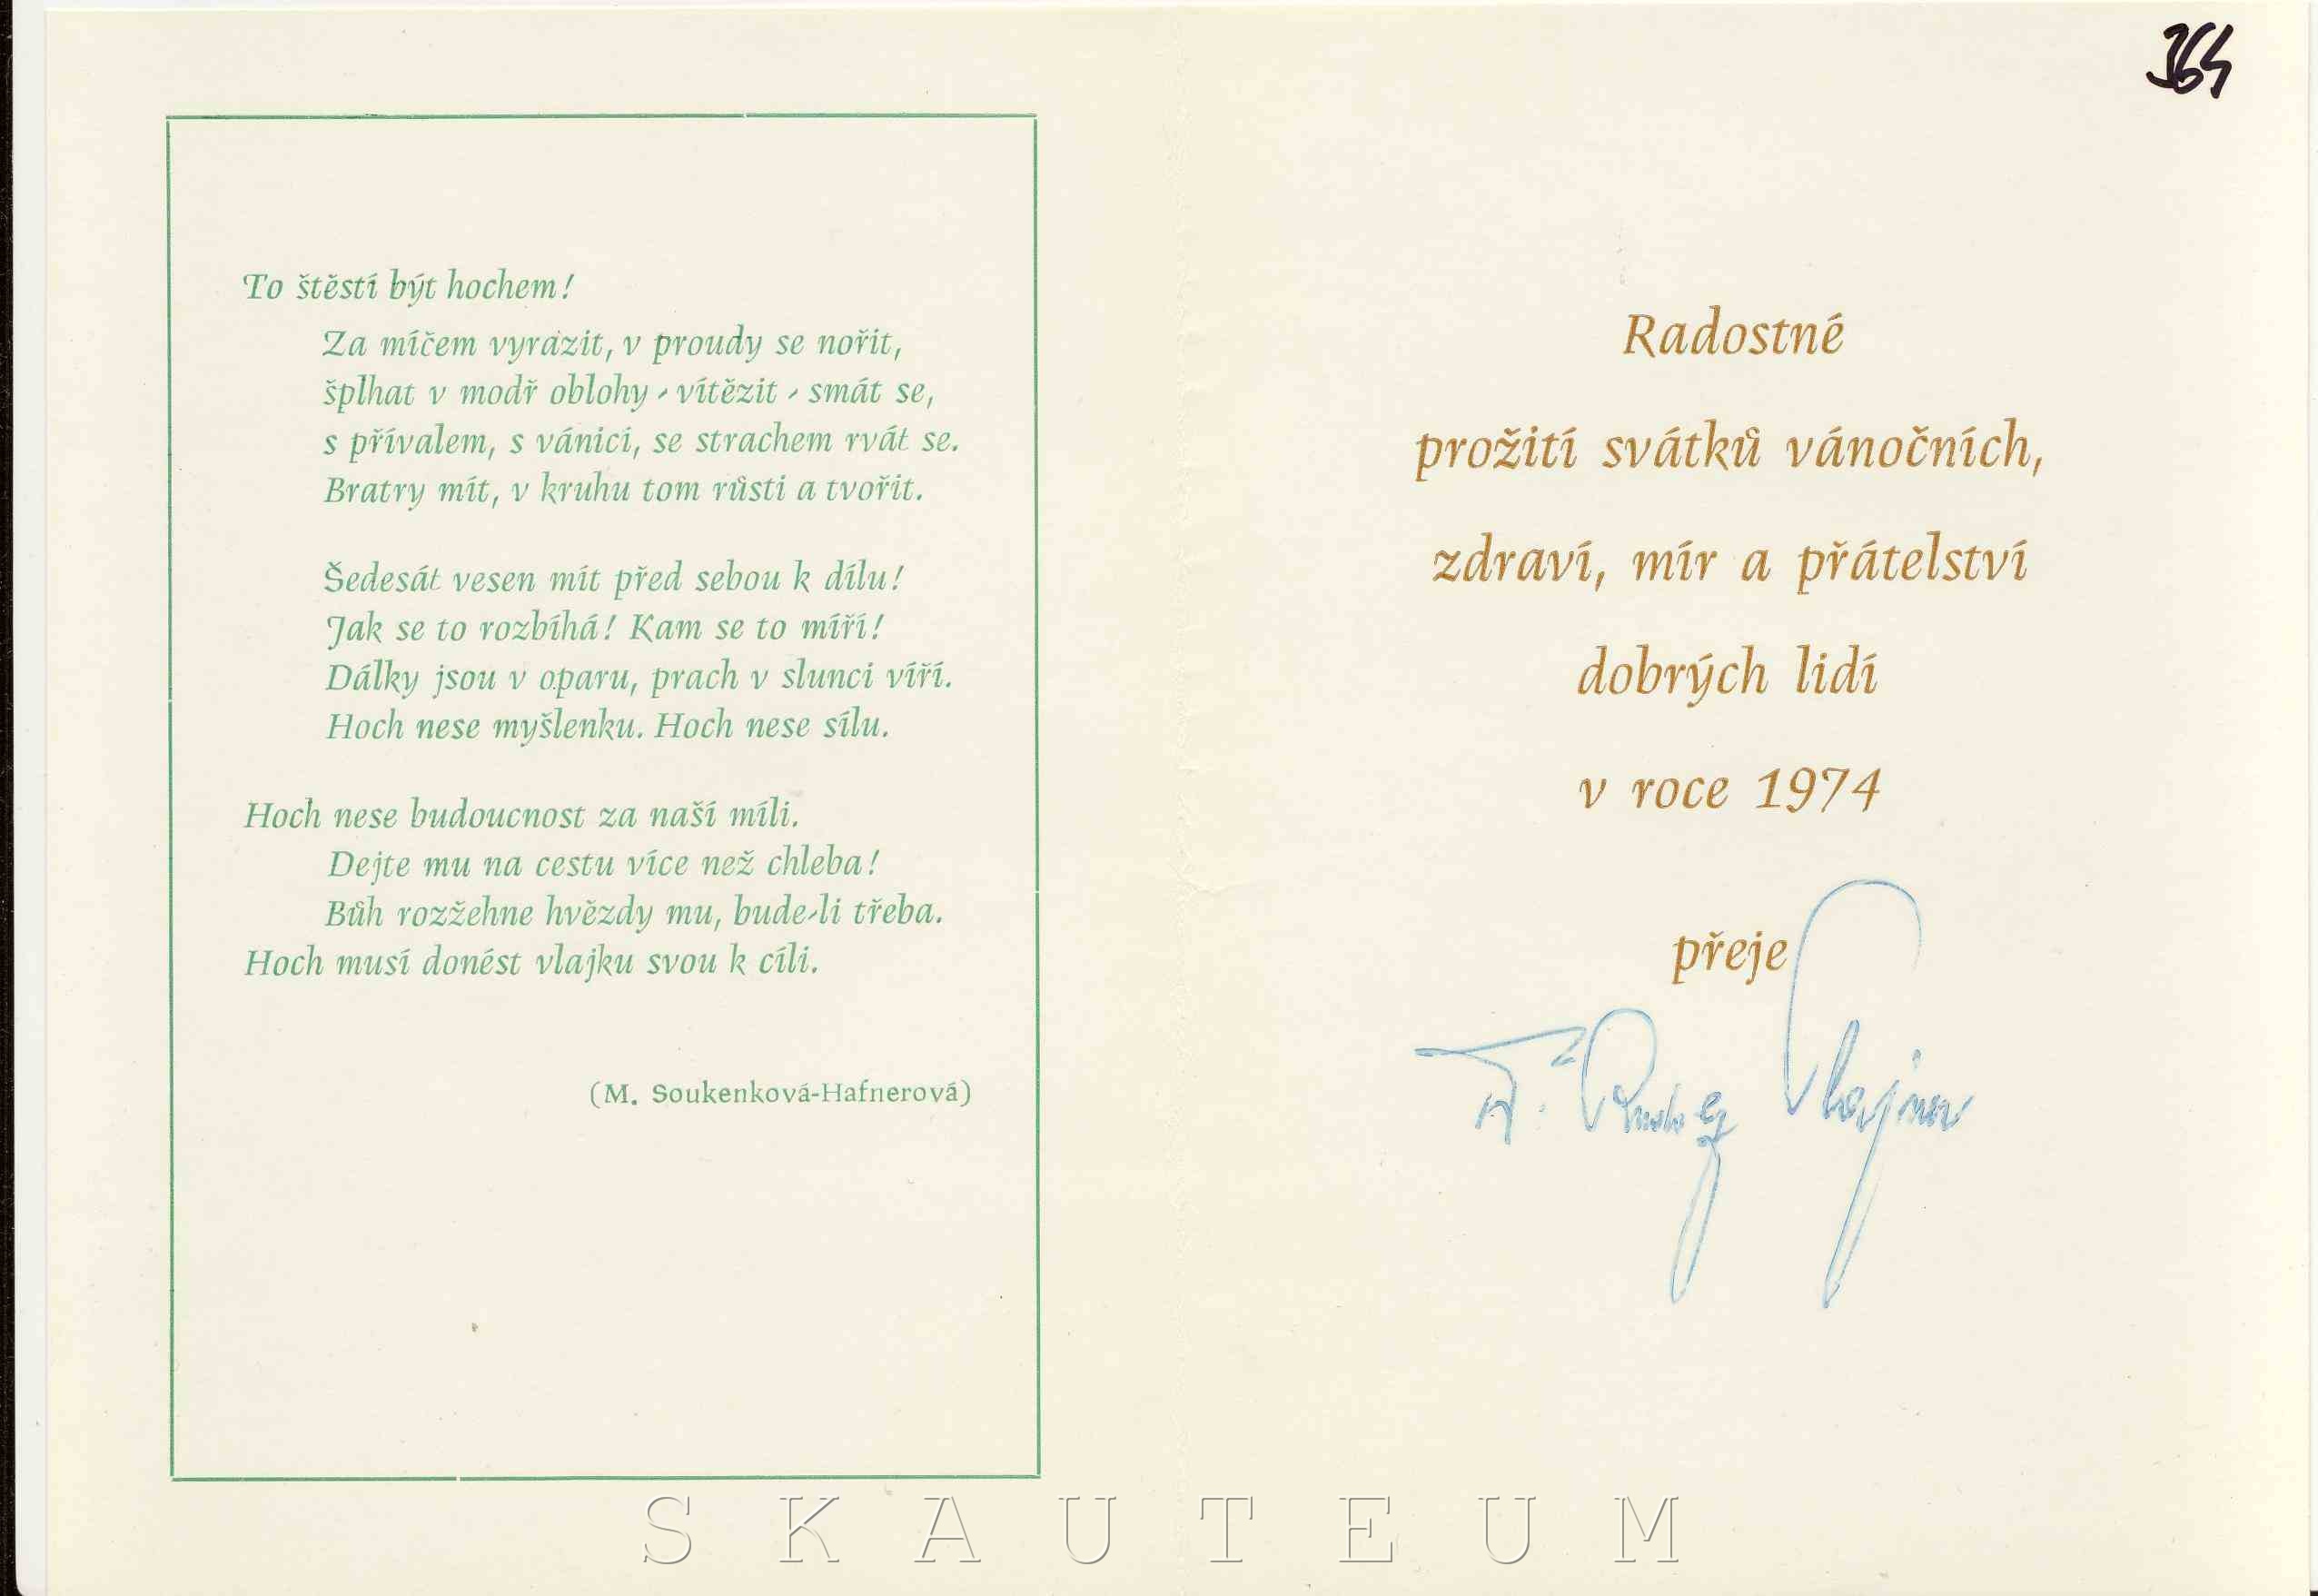 To štěstí být hochem!
Za míčem vyrazit, v proudy se nořit,
šplhat v modř oblohy - vítězit - smát se,
s přívalem, s vánicí, se strachem rvát se.
Bratry mít, v kruhu tom růsti a tvořit.
Šedesát vesen mít před sebou k dílu!
Jak se to rozbíhá! Kam se to míří!
Dálky jsou v oparu, prach v slunci víří.
Hoch nese myšlenku. Hoch nese sílu.
Hoch nese budoucnost za naší míli.
Dejte mu na cestu více než chleba!
Bůh rozžehne hvězdy mu, bude-li třeba.
Hoch musí donést vlajku svou k cíli.
(M. Soukenková-Hafnerová)
364
Radostné
prožití svátků vánočních,
zdraví, mír a přátelství
dobrých lidí
v roce 1974
přeje
SKAUTEUM